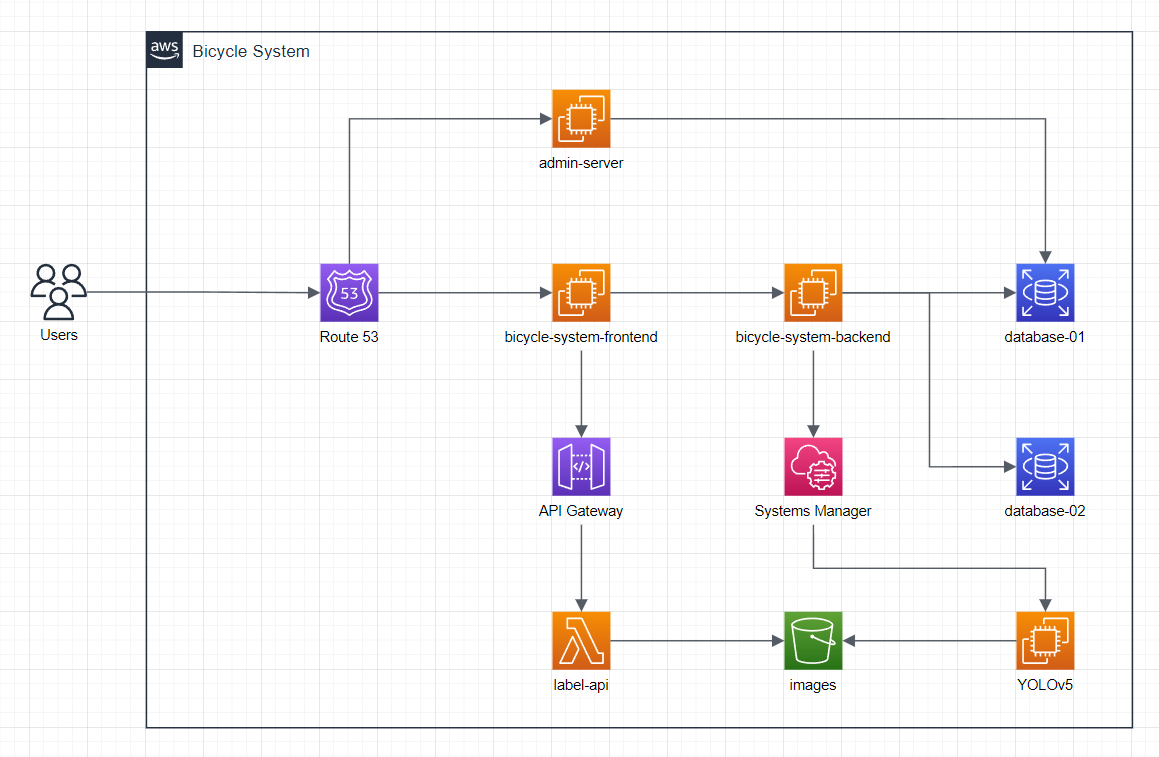 aws
Bicycle System
admin-server
53
Users
Route 53
bicycle-system-frontend
bicycle-system-backend
database-01
</>
API Gateway
Systems Manager
database-02
label-api
images
YOLOv5